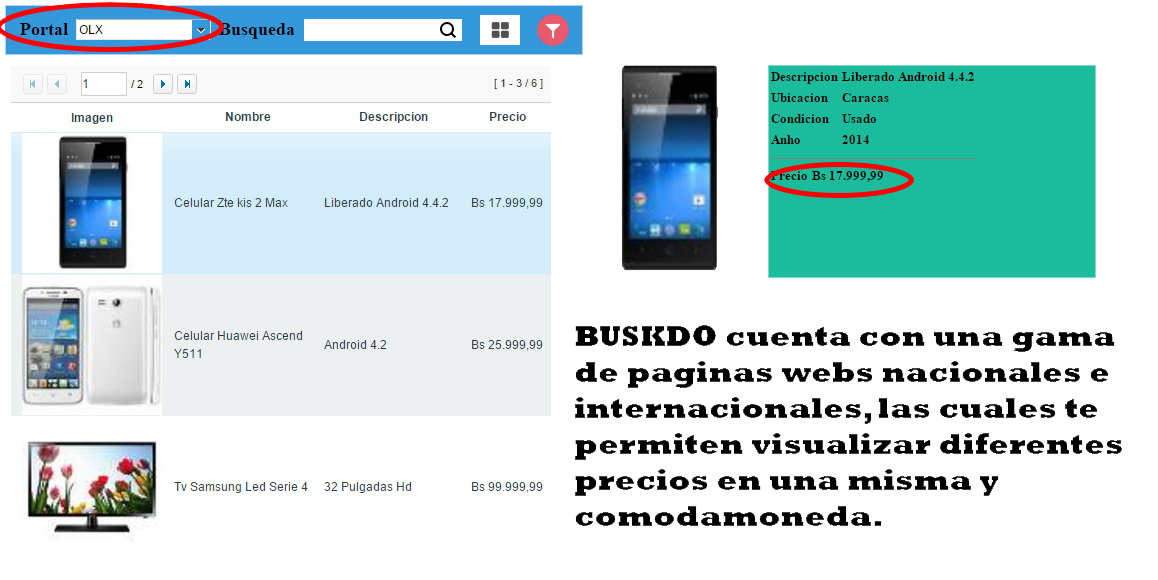 Portal OLX Busqueda
1 / 2 [ 1 - 3 / 6 ]
Imagen Nombre Descripcion Precio
Celular Zte kis 2 Max Liberado Android 4.4.2 Bs 17.999,99
Celular Huawei Ascend
Y511
Android 4.2 Bs 25.999,99
Tv Samsung Led Serie 4 32 Pulgadas Hd Bs 99.999,99
Descripcion Liberado Android 4.4.2
Ubicacion Caracas
Condicion Usado
Anho 2014
Precio Bs 17.999,99
BUSKDO cuenta con una gama
de paginas webs nacionales e
internacionales, las cuales te
permiten visualizar diferentes
precios en una misma y
comodamoneda.